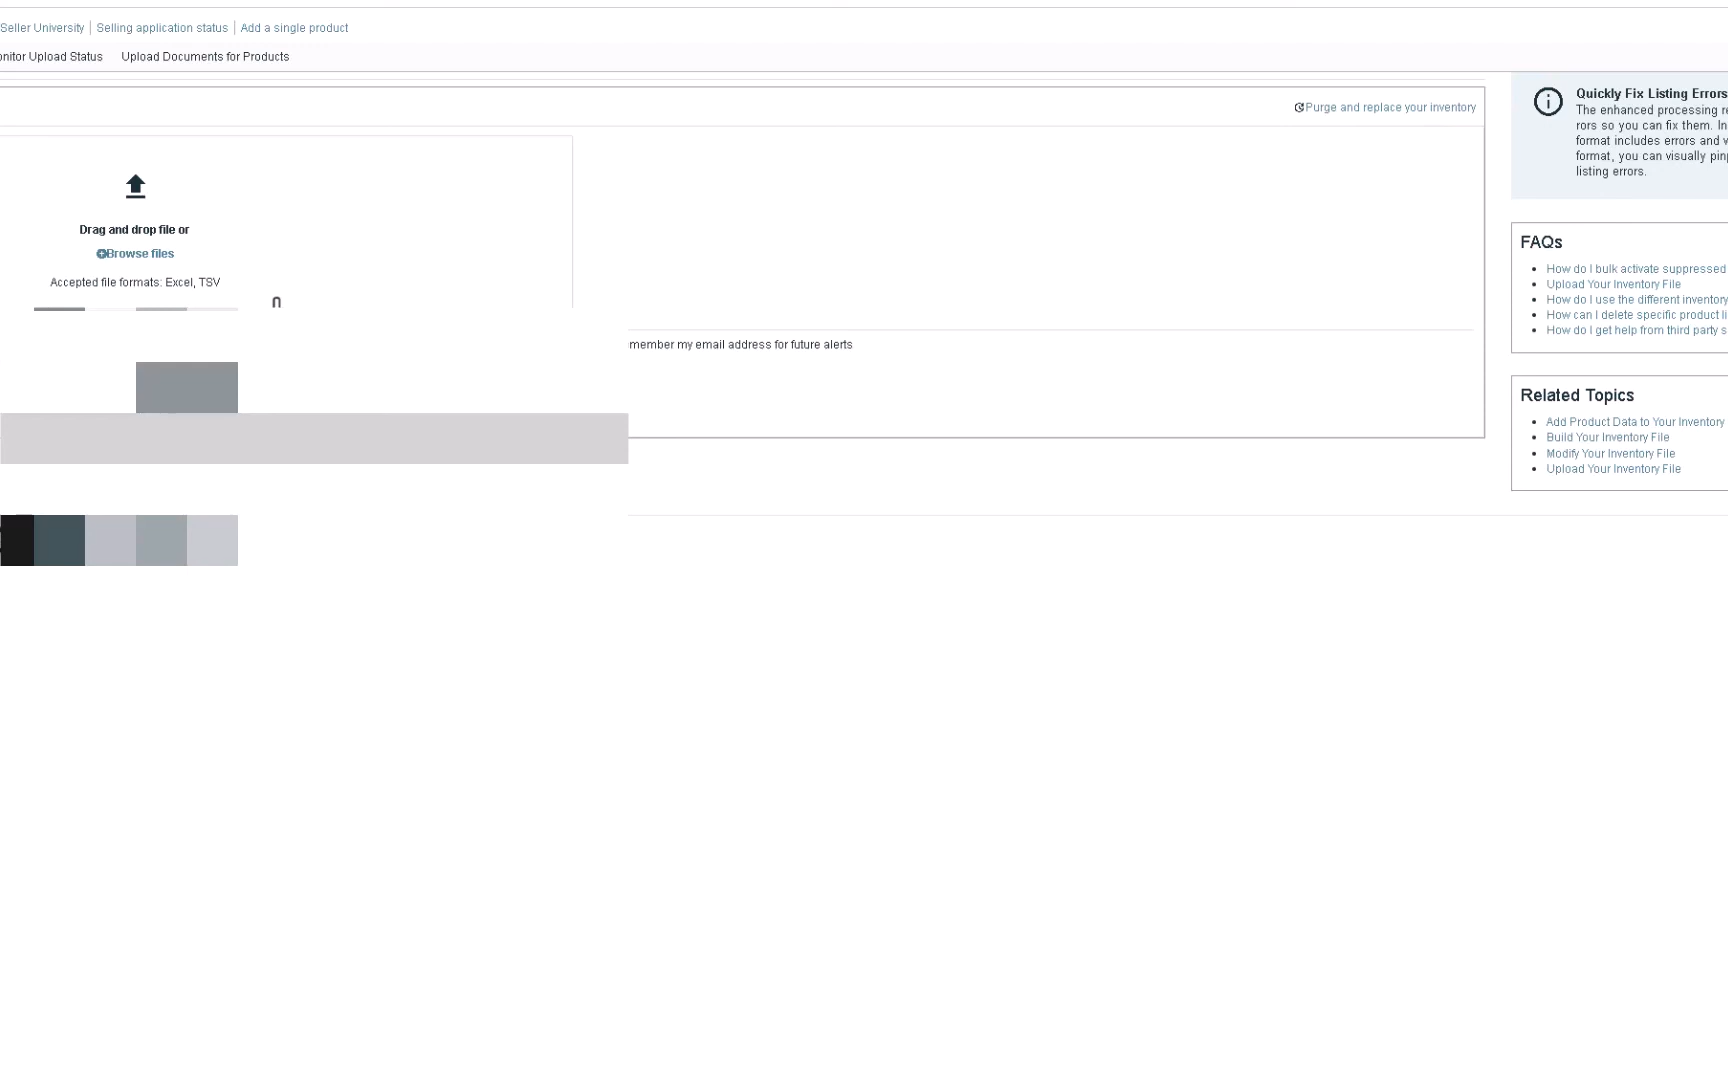 Seller University | Selling application status | Add a single product
Upload Status Upload Documents for Products
Purge and replace your inventory
Drag and drop file or
Browse files
Accepted file formats: Excel, TSV
my email address for future alerts
Quickly Fix Listing Errors
The enhanced processing
rors so you can fix them. In
format includes errors and
format, you can visually
listing errors.
FAQs
How do I bulk activate suppressed
Upload Your Inventory File
How do I use the different inventory
How can I delete specific product
How do I get help from third party
Related Topics
Add Product Data to Your Inventory
Build Your Inventory File
Modify Your Inventory File
Upload Your Inventory File